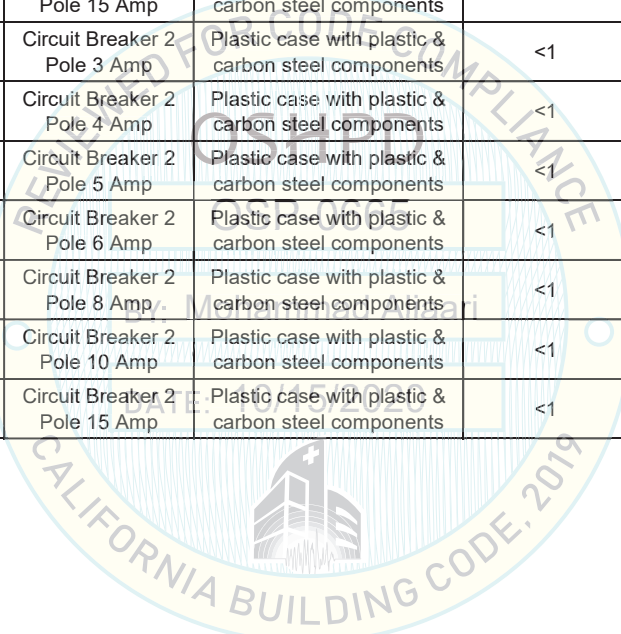 Pole 15 Amp carbon steel components
Circuit Breaker 2 Plastic case with plastic &
Pole 3 Amp carbon steel components <1
Circuit Breaker 2 Plastic case with plastic &
Pole 4 Amp carbon steel components <1
Circuit Breaker 2 Plastic case with plastic &
Pole 5 Amp carbon steel components <1
Circuit Breaker 2 Plastic case with plastic &
Pole 6 Amp carbon steel components <1
Circuit Breaker 2 Plastic case with plastic &
Pole 8 Amp carbon steel components <1
Circuit Breaker 2 Plastic case with plastic &
Pole 10 Amp carbon steel components <1
Circuit Breaker 2 Plastic case with plastic &
Pole 15 Amp carbon steel components <1
REVIEWED FOR CODE COMPLIANCE
OSHPD
OSP-0665
BY: Mohammad Aliaari
DATE: 10/15/2020
CALIFORNIA BUILDING CODE, 2019